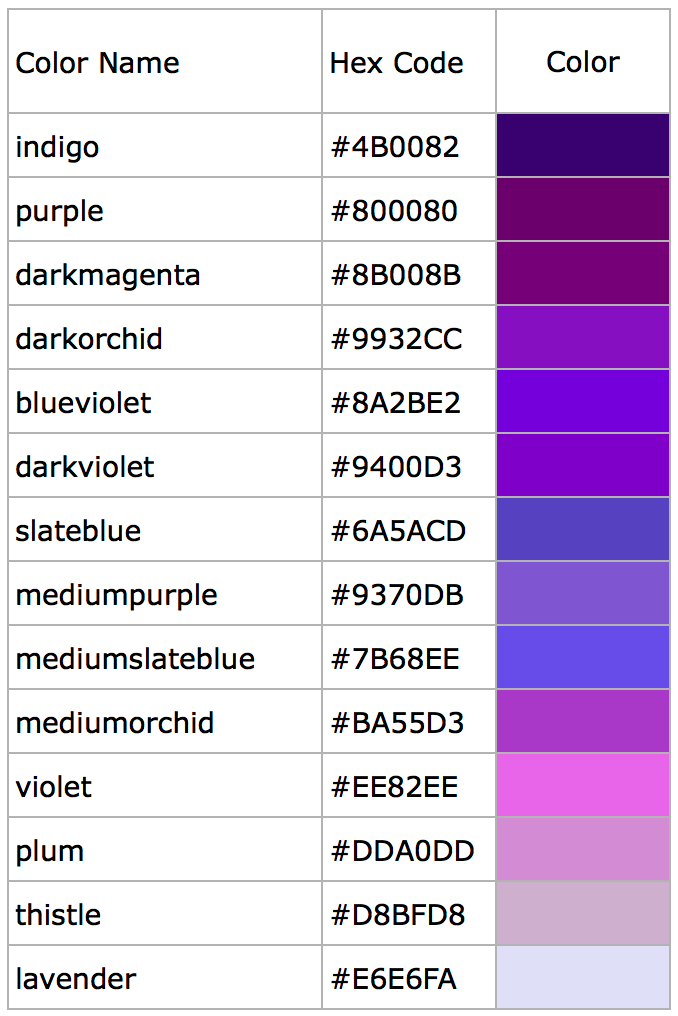 Color Name Hex Code Color
indigo #4B0082
purple #800080
darkmagenta #8B008B
darkorchid #9932CC
blueviolet #8A2BE2
darkviolet #9400D3
slateblue #6A5ACD
mediumpurple #9370DB
mediumslateblue #7B68EE
mediumorchid #BA55D3
violet #EE82EE
plum #DDA0DD
thistle #D8BFD8
lavender #E6E6FA